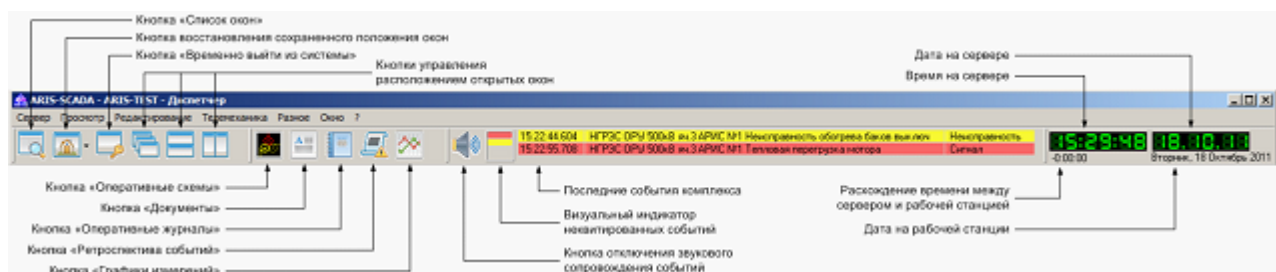 Кнопка «Список окон»
Кнопка восстановления сохраненного положения окон
Кнопка «Временно выйти из системы»
Кнопки управления
расположением открытых окон
Дата на сервере
Время на сервере
ARIS-SCADA - ARIS-TEST - Диспетчер
Сервер Просмотр Редактирование Телемеханика Разное Окно ?
15:22:44.604 НГРЭС ОРУ 500кВ яч.3 АРИС №1 Неисправность обогрева баков выключ Неисправность
15:22:55.708 НГРЭС ОРУ 500кВ яч.3 АРИС №1 Тепловая перегрузка мотора Сигнал
15:29:48
18.10.11
-0:00:00
Вторник, 18 Октябрь 2011
Кнопка «Оперативные схемы»
Кнопка «Документы»
Кнопка «Оперативные журналы»
Кнопка «Ретроспектива событий»
Кнопка «Графики измерений»
Последние события комплекса
Визуальный индикатор
неквитированных событий
Кнопка отключения звукового
сопровождения событий
Расхождение времени между
сервером и рабочей станцией
Дата на рабочей станции